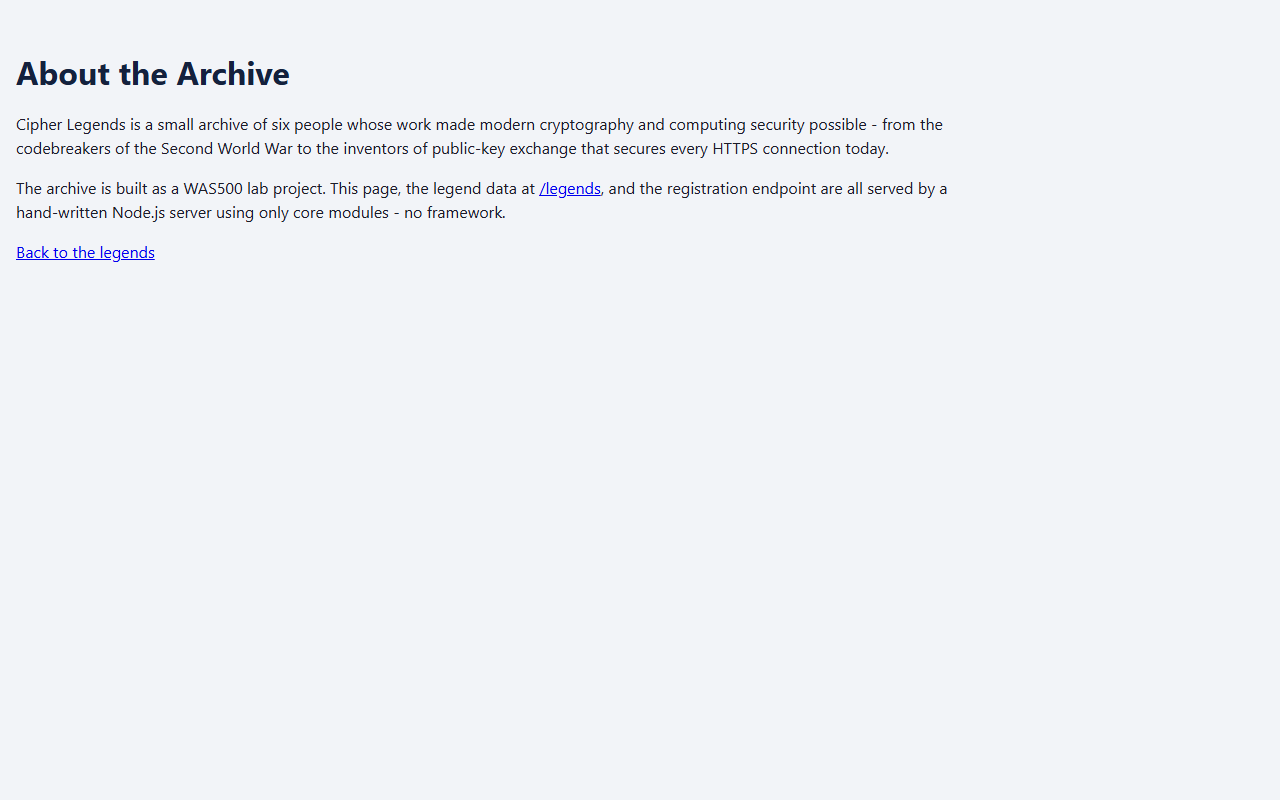 About the Archive
Cipher Legends is a small archive of six people whose work made modern cryptography and computing security possible - from the
codebreakers of the Second World War to the inventors of public-key exchange that secures every HTTPS connection today.
The archive is built as a WAS500 lab project. This page, the legend data at /legends, and the registration endpoint are all served by a
hand-written Node.js server using only core modules - no framework.
Back to the legends